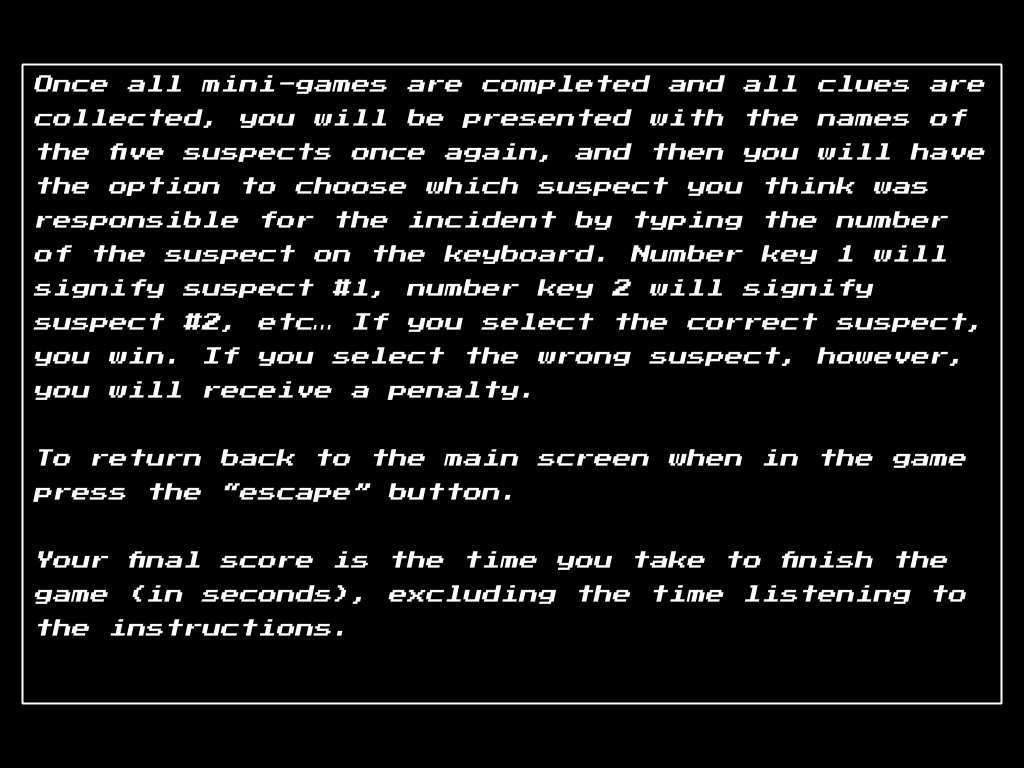 Once all mini-games are completed and all clues are
collected, you will be presented with the names of
the five suspects once again, and then you will have
the option to choose which suspect you think was
responsible for the incident by typing the number
of the suspect on the keyboard. Number key 1 will
signify suspect #1, number key 2 will signify
suspect #2, etc… If you select the correct suspect,
you win. If you select the wrong suspect, however,
you will receive a penalty.
To return back to the main screen when in the game
press the “escape” button.
Your final score is the time you take to finish the
game (in seconds), excluding the time listening to
the instructions.